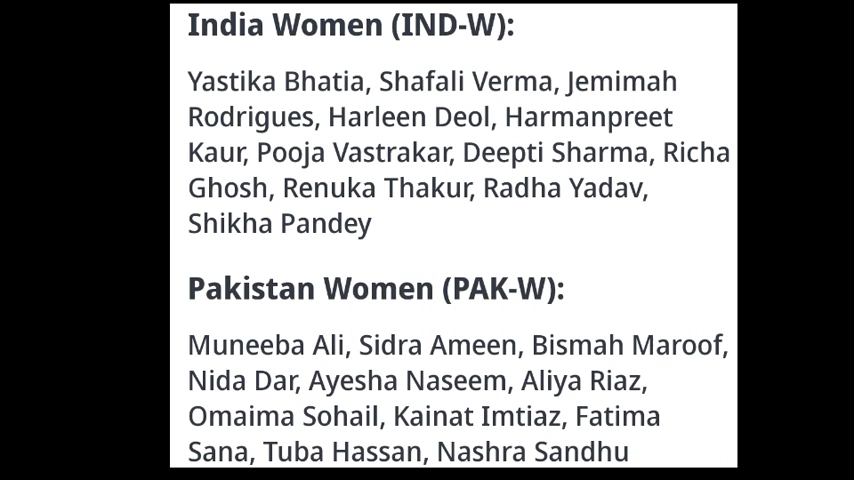 India Women (IND-W):
Yastika Bhatia, Shafali Verma, Jemimah
Rodrigues, Harleen Deol, Harmanpreet
Kaur, Pooja Vastrakar, Deepti Sharma, Richa
Ghosh, Renuka Thakur, Radha Yadav,
Shikha Pandey
Pakistan Women (PAK-W):
Muneeba Ali, Sidra Ameen, Bismah Maroof,
Nida Dar, Ayesha Naseem, Aliya Riaz,
Omaima Sohail, Kainat Imtiaz, Fatima
Sana, Tuba Hassan, Nashra Sandhu